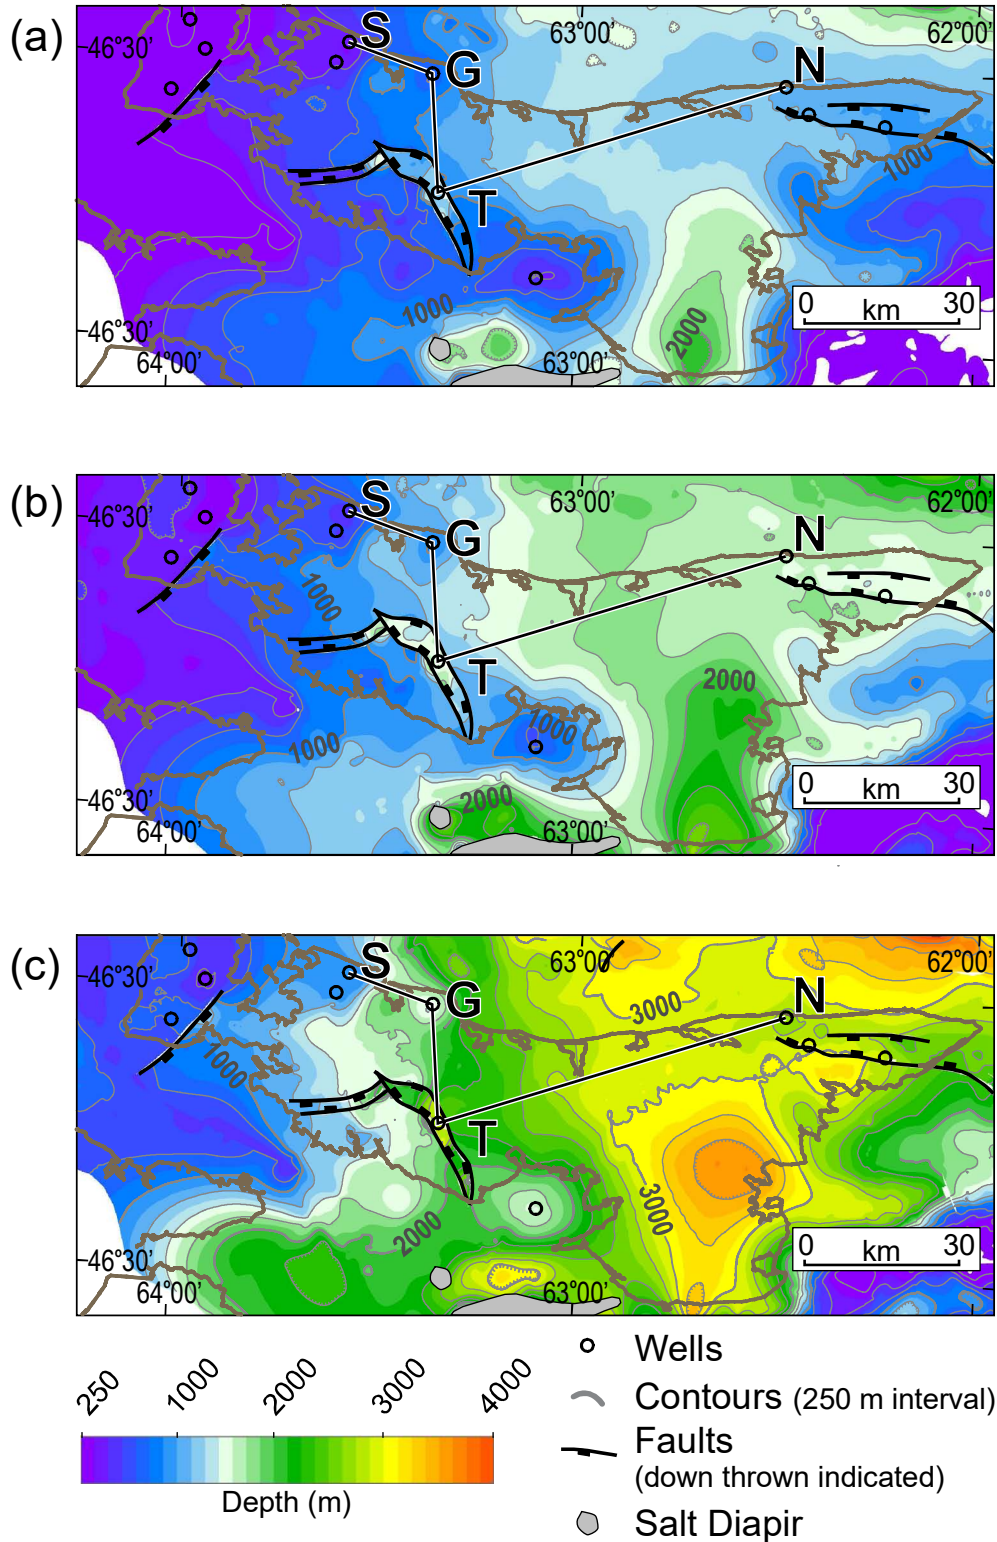 (a)
46°30'
S
G
63°00'
N
62°00'
T
1000
1000
2000
0 km 30
46°30'
64°00'
63°00'
(b)
46°30'
S
G
63°00'
N
62°00'
1000
T
2000
1000
1000
2000
0 km 30
46°30'
64°00'
63°00'
(c)
46°30'
S
G
63°00'
3000
N
62°00'
1000
T
2000
3000
0 km 30
46°30'
64°00'
63°00'
250 1000 2000 3000 4000
Depth (m)
Wells
Contours (250 m interval)
Faults
(down thrown indicated)
Salt Diapir